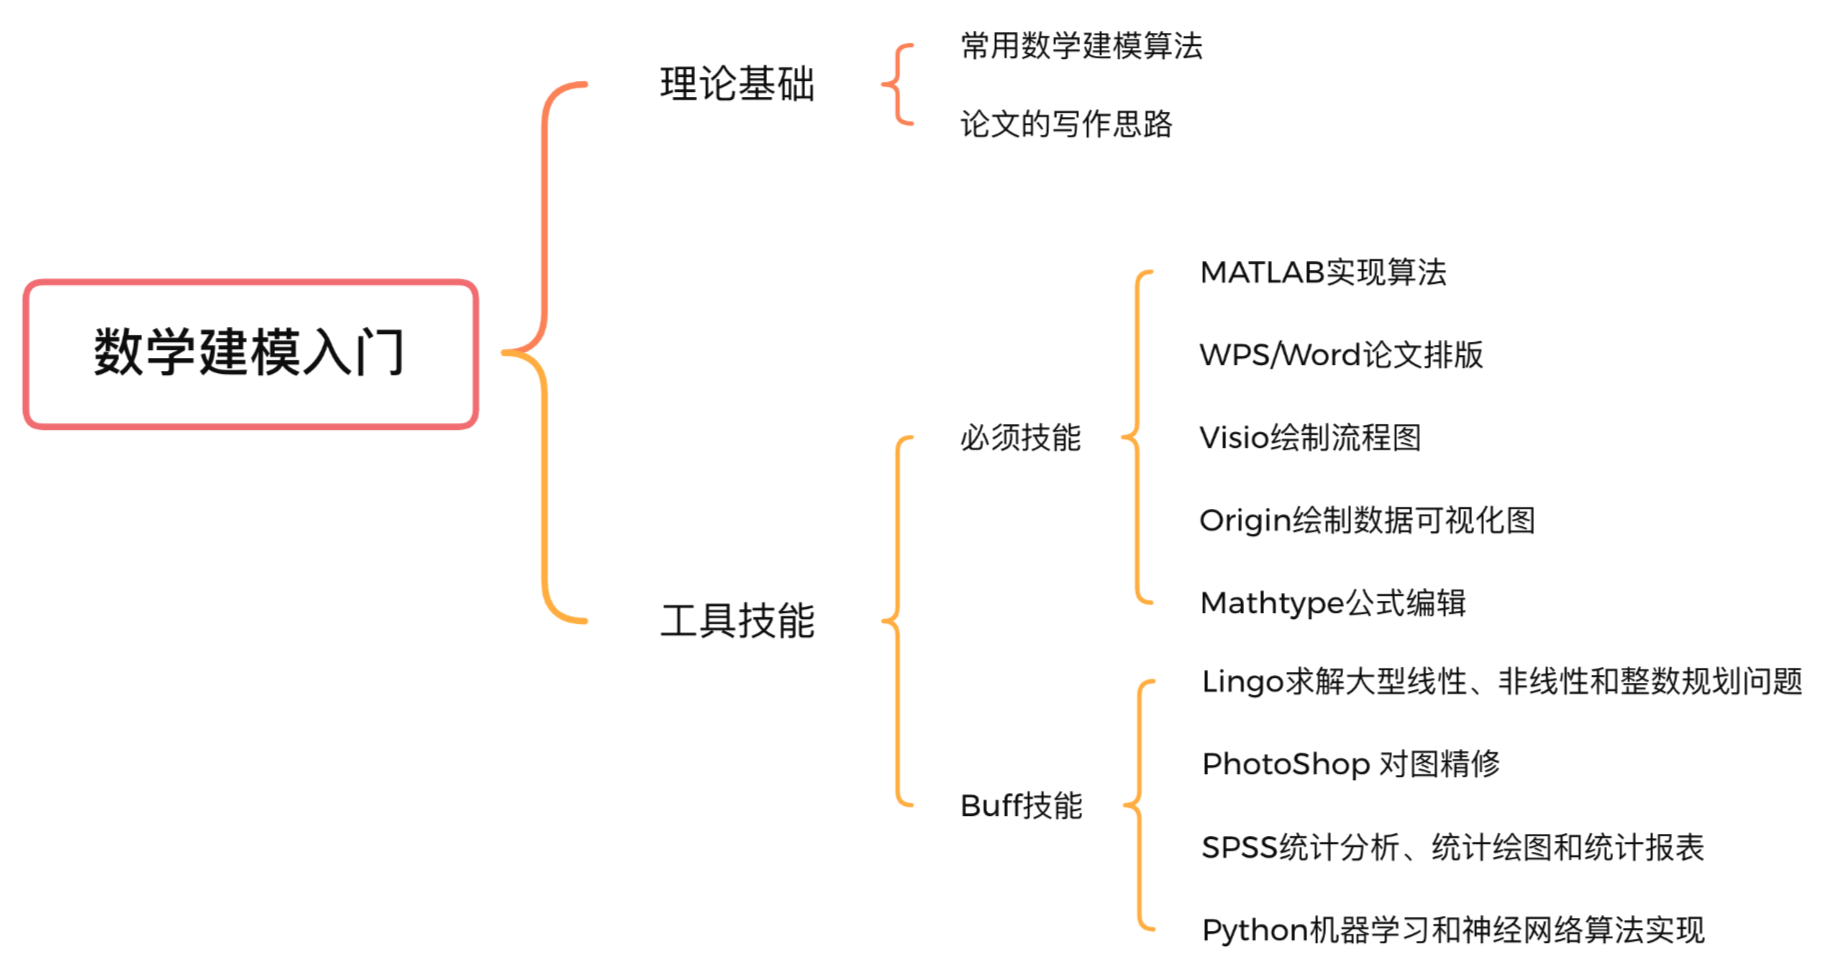 数学建模入门
理论基础
常用数学建模算法
论文的写作思路
工具技能
必须技能
MATLAB实现算法
WPS/Word论文排版
Visio绘制流程图
Origin绘制数据可视化图
Mathtype公式编辑
Buff技能
Lingo求解大型线性、非线性和整数规划问题
PhotoShop 对图精修
SPSS统计分析、统计绘图和统计报表
Python机器学习和神经网络算法实现